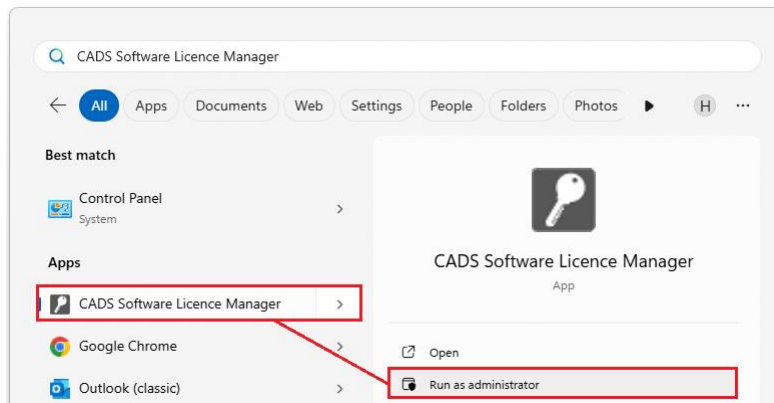 CADS Software Licence Manager
All
Apps
Documents
Web
Settings
People
Folders
Photos
H
Best match
Control Panel
System
Apps
CADS Software Licence Manager
Google Chrome
Outlook (classic)
CADS Software Licence Manager
App
Open
Run as administrator